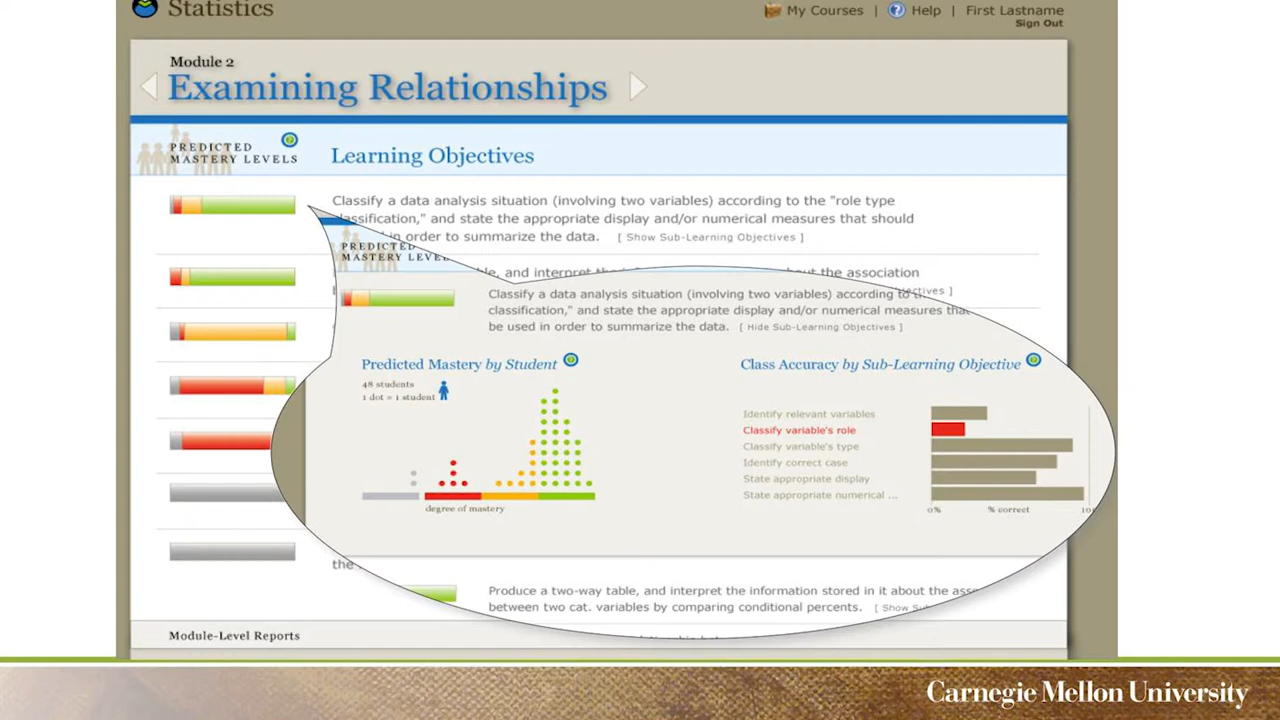 Statistics
My Courses | Help | First Lastname
Sign Out
Module 2
Examining Relationships
PREDICTED
MASTERY LEVELS
Learning Objectives
Classify a data analysis situation (involving two variables) according to the "role type
classification," and state the appropriate display and/or numerical measures that should
in order to summarize the data. [ Show Sub-Learning Objectives ]
PREDICTED
MASTERY
and interpret the
about the association
Classify a data analysis situation (involving two variables) according to
classification," and state the appropriate display and/or numerical measures
be used in order to summarize the data. [ Hide Sub-Learning Objectives ]
Predicted Mastery by Student
48 students
1 dot = 1 student
degree of mastery
Class Accuracy by Sub-Learning Objective
Identify relevant variables
Classify variable's role
Classify variable's type
Identify correct case
State appropriate display
State appropriate numerical ...
0% % correct
the
Produce a two-way table, and interpret the information stored in it about the
between two cat. variables by comparing conditional percents. [ Show
Module-Level Reports
Carnegie Mellon University